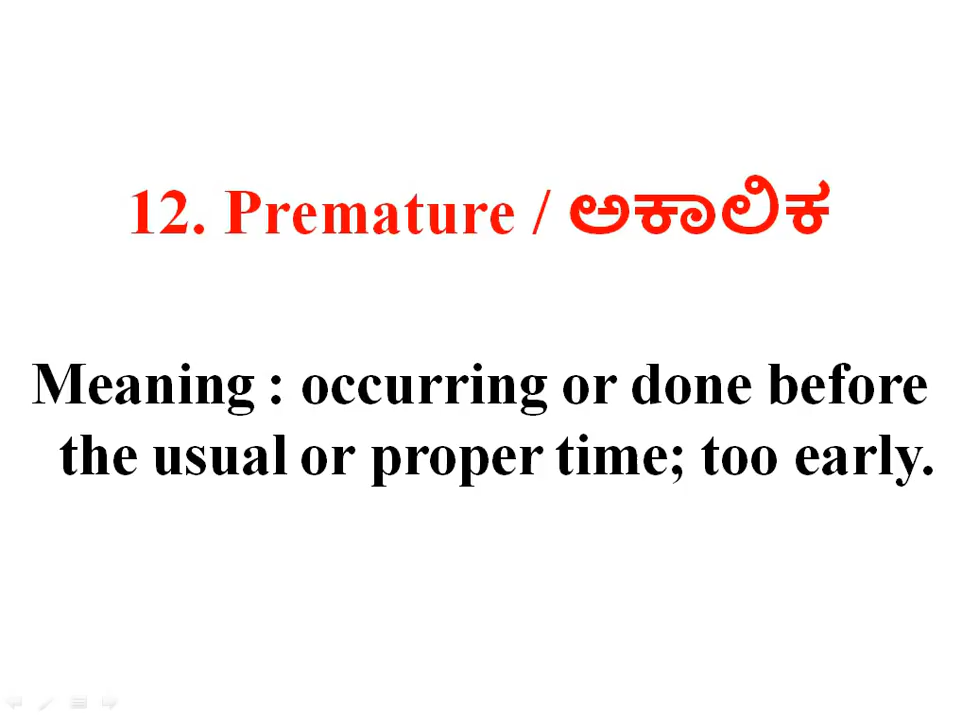 12. Premature / ಅಕಾಲಿಕ
Meaning : occurring or done before
the usual or proper time; too early.